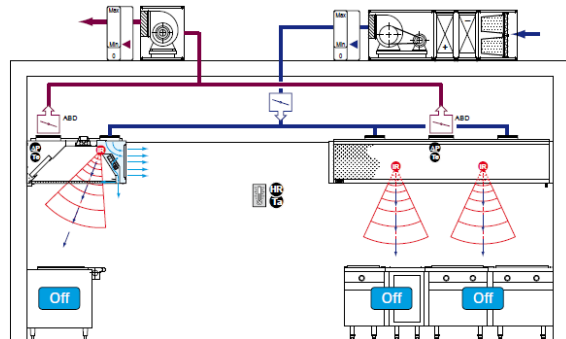 Max
Min
0
Max
Min
0
+
−
ABD
ABD
IR
ΔP
Ta
ΔP
Ta
IR
IR
HR
Ta
Off
Off
Off